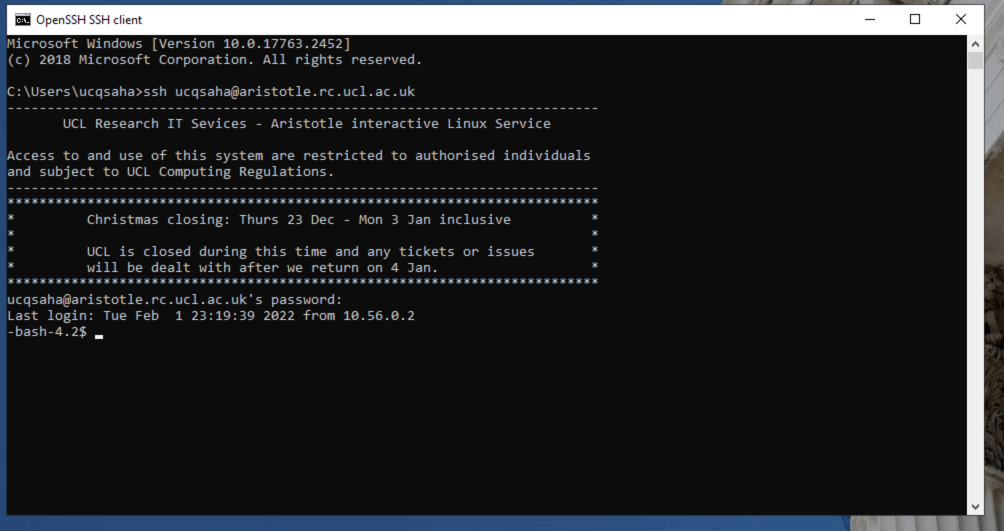 OpenSSH SSH client
Microsoft Windows [Version 10.0.17763.2452]
(c) 2018 Microsoft Corporation. All rights reserved.
C:\Users\ucqsaha>ssh ucqsaha@aristotle.rc.ucl.ac.uk
--------------------------------------------------------------------------
UCL Research IT Sevices - Aristotle interactive Linux Service
Access to and use of this system are restricted to authorised individuals
and subject to UCL Computing Regulations.
--------------------------------------------------------------------------
**************************************************************************
* Christmas closing: Thurs 23 Dec - Mon 3 Jan inclusive *
* *
* UCL is closed during this time and any tickets or issues *
* will be dealt with after we return on 4 Jan. *
**************************************************************************
ucqsaha@aristotle.rc.ucl.ac.uk's password:
Last login: Tue Feb  1 23:19:39 2022 from 10.56.0.2
-bash-4.2$